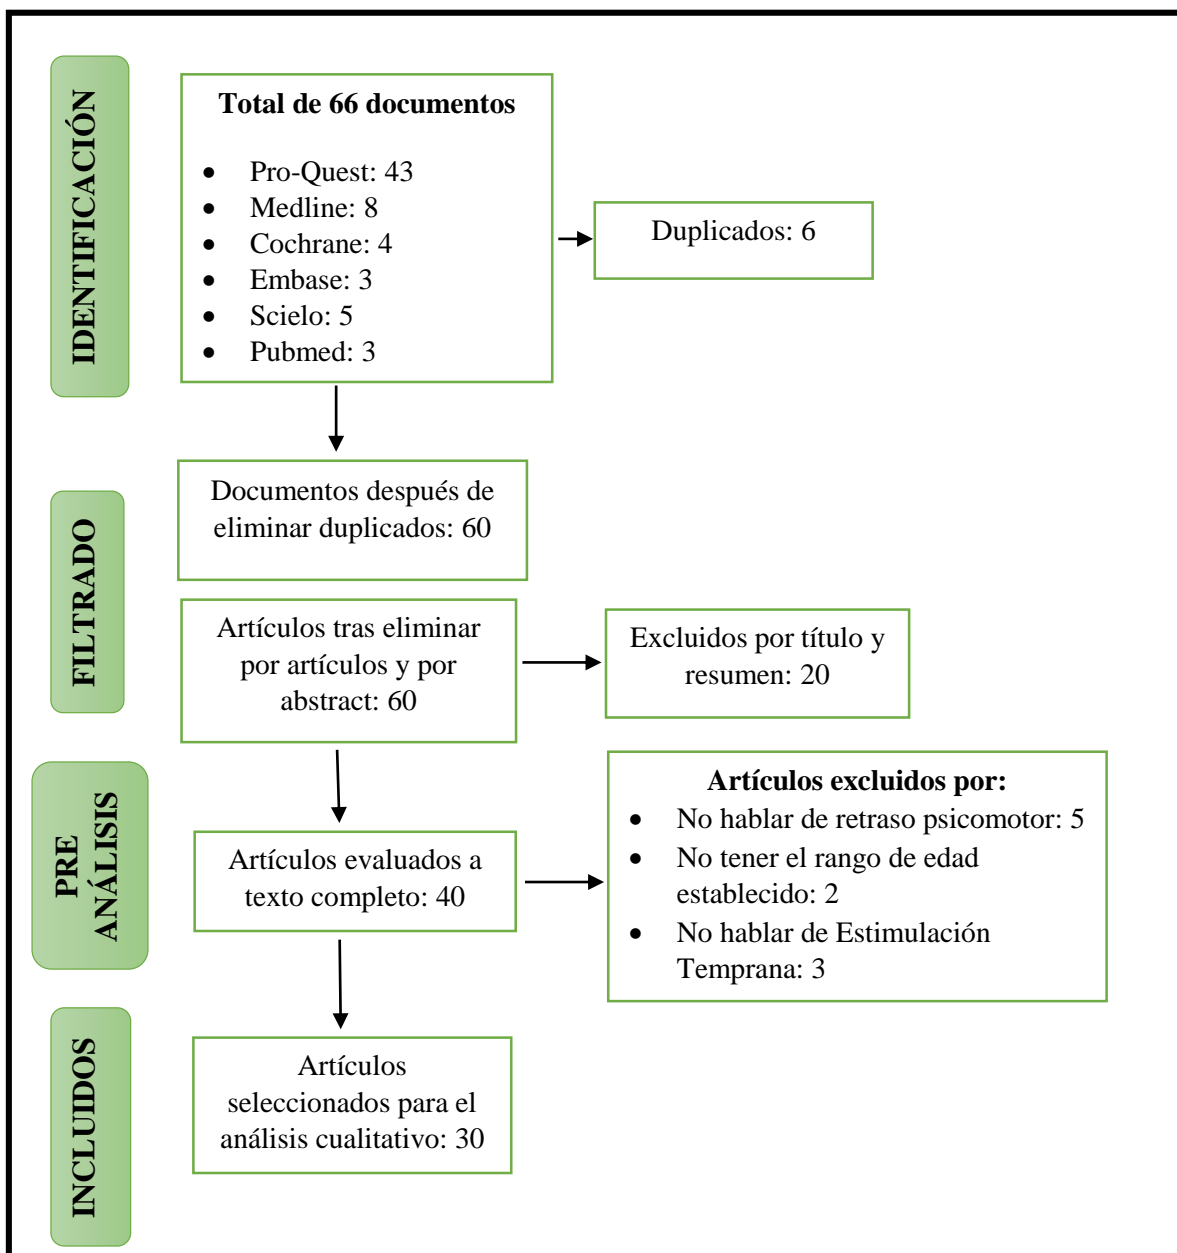 IDENTIFICACIÓN
Total de 66 documentos
• Pro-Quest: 43
• Medline: 8
• Cochrane: 4
• Embase: 3
• Scielo: 5
• Pubmed: 3
Duplicados: 6
FILTRADO
Documentos después de
eliminar duplicados: 60
Artículos tras eliminar
por artículos y por
abstract: 60
Excluidos por título y
resumen: 20
PRE
ANÁLISIS
Artículos evaluados a
texto completo: 40
Artículos excluidos por:
• No hablar de retraso psicomotor: 5
• No tener el rango de edad
establecido: 2
• No hablar de Estimulación
Temprana: 3
INCLUIDOS
Artículos
seleccionados para el
análisis cualitativo: 30